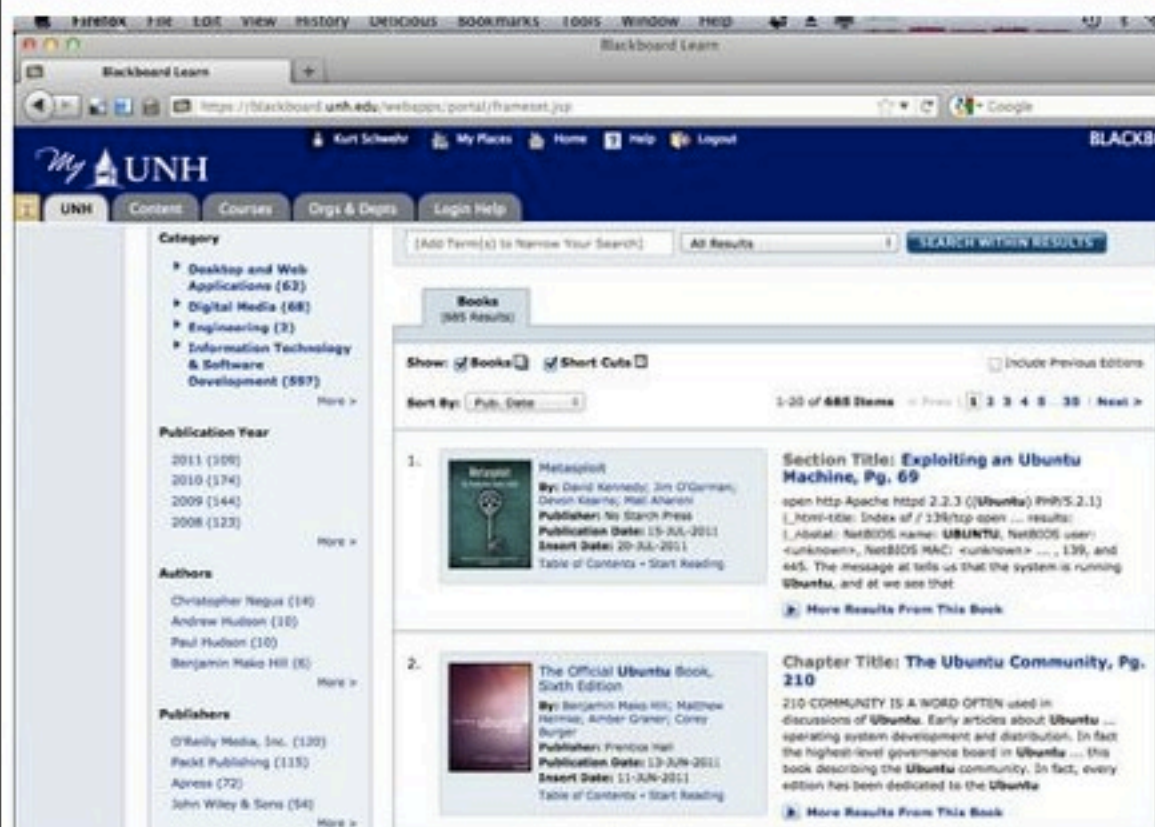 Firefox File Edit View History Delicious Bookmarks Tools Window Help
Blackboard Learn
Blackboard Learn +
https://blackboard.unh.edu/webapps/portal/frameset.jsp Google
Kurt Schwehr My Places Home Help Logout
BLACKB
My UNH
UNH Content Courses Orgs & Depts Login Help
Category
Desktop and Web
Applications (63)
Digital Media (68)
Engineering (3)
Information Technology
& Software
Development (597)
More >
Publication Year
2011 (109)
2010 (174)
2009 (144)
2008 (123)
More >
Authors
Christopher Negus (14)
Andrew Hudson (10)
Paul Hudson (10)
Benjamin Mako Hill (6)
More >
Publishers
O'Reilly Media, Inc. (120)
Packt Publishing (115)
Apress (72)
John Wiley & Sons (54)
More >
[Add Term(s) to Narrow Your Search] All Results SEARCH WITHIN RESULTS
Books
(685 Results)
Show: Books Short Cuts Include Previous Editions
Sort By: Pub. Date 1-20 of 685 Items < Prev | 1 2 3 4 5 .. 35 | Next >
1.
Metasploit
Metasploit
By: David Kennedy; Jim O'Gorman;
Devon Kearns; Mati Aharoni
Publisher: No Starch Press
Publication Date: 15-JUL-2011
Insert Date: 20-JUL-2011
Table of Contents • Start Reading
Section Title: Exploiting an Ubuntu
Machine, Pg. 69
open http Apache httpd 2.2.3 ((Ubuntu) PHP/5.2.1)
|_html-title: Index of / 139/tcp open ... results:
|_nbstat: NetBIOS name: UBUNTU, NetBIOS user:
<unknown>, NetBIOS MAC: <unknown> ... , 139, and
445. The message at tells us that the system is running
Ubuntu, and at we see that
More Results From This Book
2.
ubuntu
The Official Ubuntu Book,
Sixth Edition
By: Benjamin Mako Hill; Matthew
Helmke; Amber Graner; Corey
Burger
Publisher: Prentice Hall
Publication Date: 13-JUN-2011
Insert Date: 11-JUN-2011
Table of Contents • Start Reading
Chapter Title: The Ubuntu Community, Pg.
210
210 COMMUNITY IS A WORD OFTEN used in
discussions of Ubuntu. Early articles about Ubuntu ...
operating system development and distribution. In fact
the highest-level governance board in Ubuntu ... this
book describing the Ubuntu community. In fact, every
edition has been dedicated to the Ubuntu
More Results From This Book